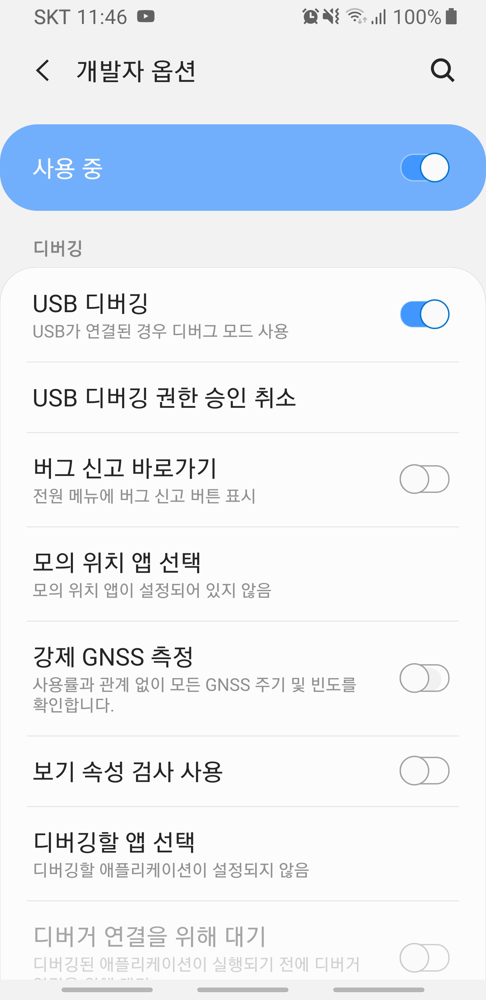 SKT 11:46
100%
개발자 옵션
사용 중
디버깅
USB 디버깅
USB가 연결된 경우 디버그 모드 사용
USB 디버깅 권한 승인 취소
버그 신고 바로가기
전원 메뉴에 버그 신고 버튼 표시
모의 위치 앱 선택
모의 위치 앱이 설정되어 있지 않음
강제 GNSS 측정
사용률과 관계 없이 모든 GNSS 주기 및 빈도를
확인합니다.
보기 속성 검사 사용
디버깅할 앱 선택
디버깅할 애플리케이션이 설정되지 않음
디버거 연결을 위해 대기
디버깅된 애플리케이션이 실행되기 전에 디버거